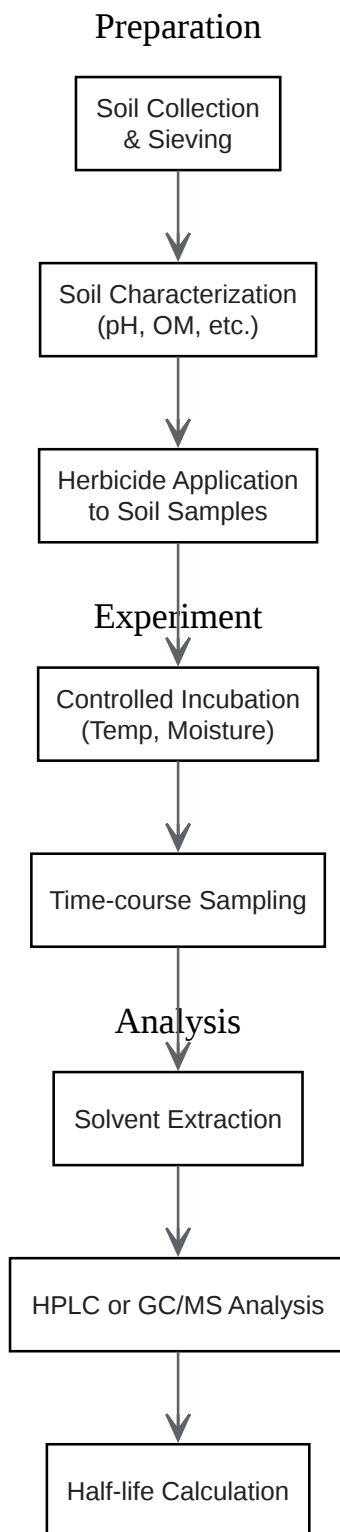 Preparation
Soil Collection
& Sieving
Soil Characterization
(pH, OM, etc.)
Herbicide Application
to Soil Samples
Experiment
Controlled Incubation
(Temp, Moisture)
Time-course Sampling
Analysis
Solvent Extraction
HPLC or GC/MS Analysis
Half-life Calculation